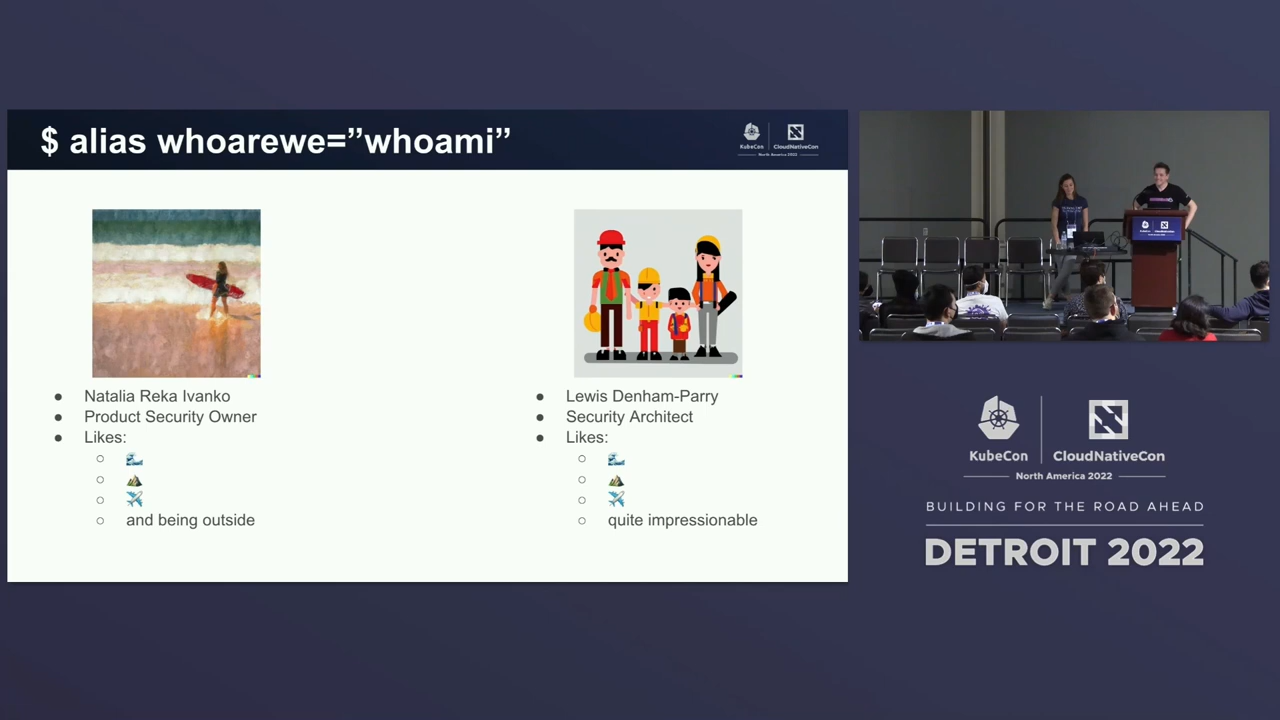 $ alias whoarewe=”whoami”
KubeCon
CloudNativeCon
North America 2022
Natalia Reka Ivanko
Product Security Owner
Likes:
and being outside
Lewis Denham-Parry
Security Architect
Likes:
quite impressionable
KubeCon
CloudNativeCon
North America 2022
BUILDING FOR THE ROAD AHEAD
DETROIT 2022